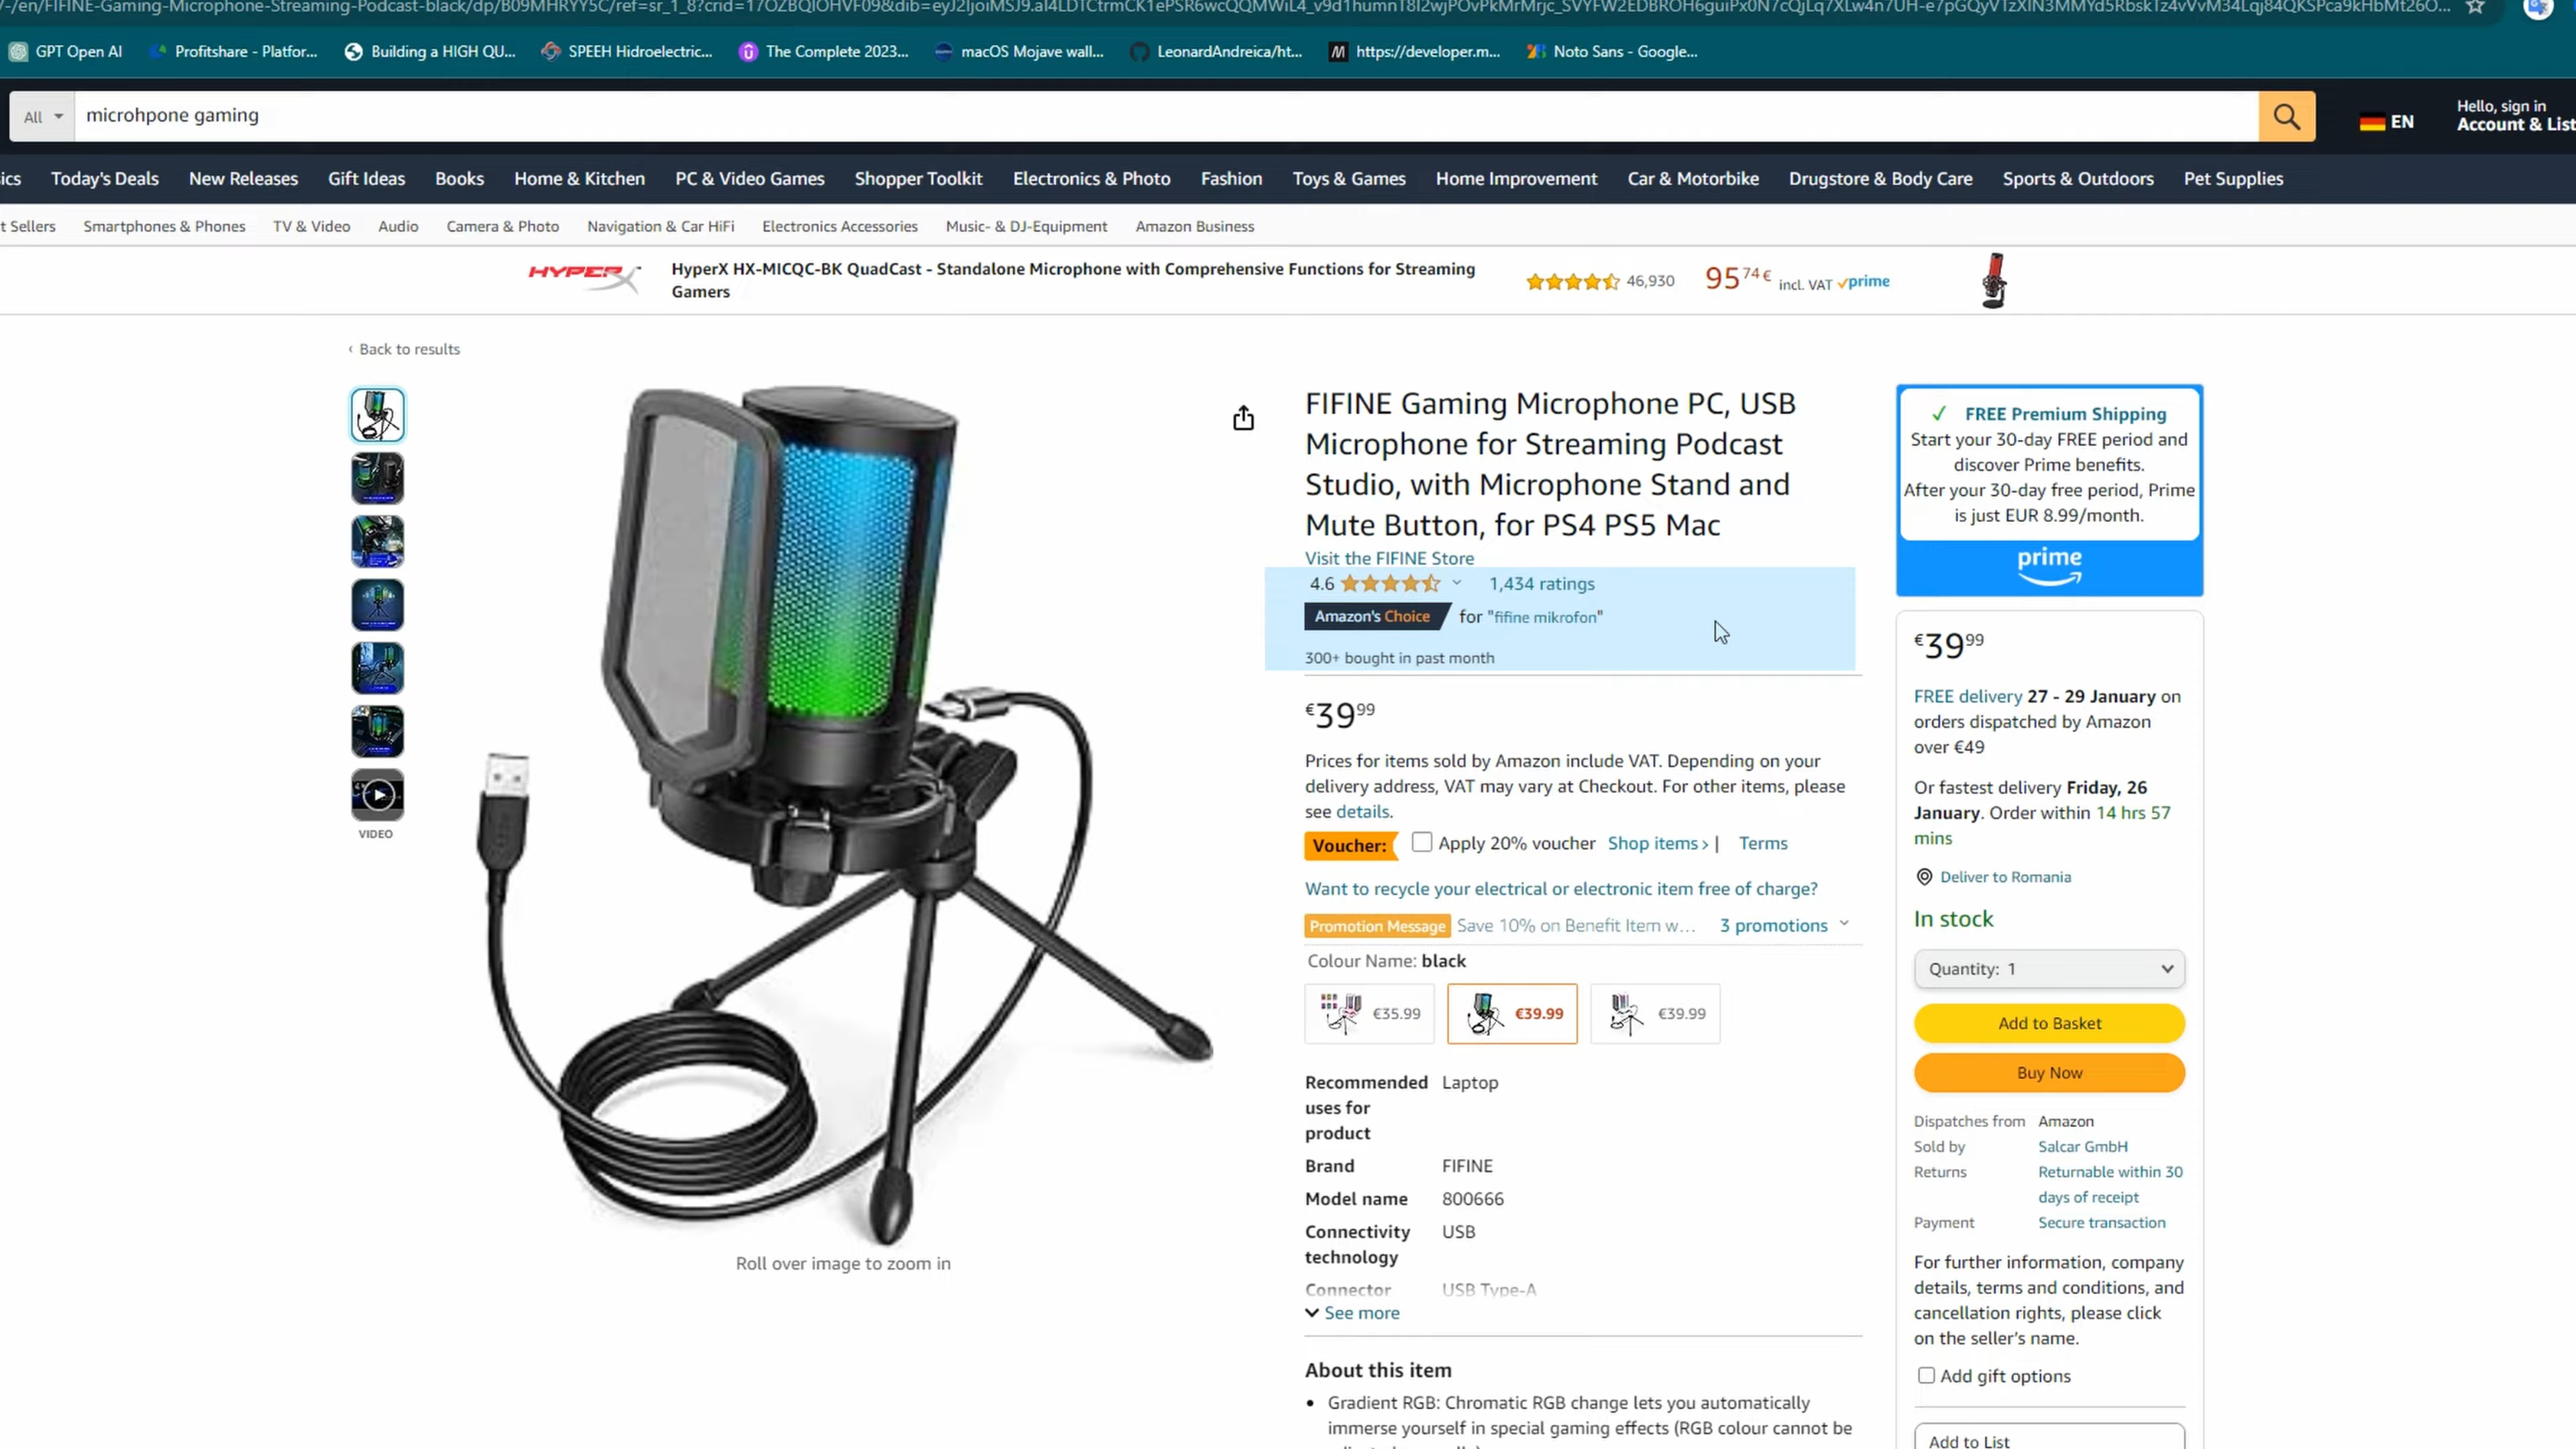 GPT Open AI
Profitshare - Platfor...
Building a HIGH QU...
SPEEH Hidroelectric...
The Complete 2023...
macOS Mojave wall...
LeonardAndreica/ht...
https://developer.m...
Noto Sans - Google...
All
microhpone gaming
EN
Hello, sign in
Account & List
ics
Today's Deals
New Releases
Gift Ideas
Books
Home & Kitchen
PC & Video Games
Shopper Toolkit
Electronics & Photo
Fashion
Toys & Games
Home Improvement
Car & Motorbike
Drugstore & Body Care
Sports & Outdoors
Pet Supplies
t Sellers
Smartphones & Phones
TV & Video
Audio
Camera & Photo
Navigation & Car HiFi
Electronics Accessories
Music- & DJ-Equipment
Amazon Business
HYPERX
HyperX HX-MICQC-BK QuadCast - Standalone Microphone with Comprehensive Functions for Streaming
Gamers
46,930
95 74 € incl. VAT prime
‹ Back to results
VIDEO
Roll over image to zoom in
FIFINE Gaming Microphone PC, USB
Microphone for Streaming Podcast
Studio, with Microphone Stand and
Mute Button, for PS4 PS5 Mac
Visit the FIFINE Store
4.6 1,434 ratings
Amazon's Choice for "fifine mikrofon"
300+ bought in past month
€39 99
Prices for items sold by Amazon include VAT. Depending on your
delivery address, VAT may vary at Checkout. For other items, please
see details.
Voucher: Apply 20% voucher Shop items › | Terms
Want to recycle your electrical or electronic item free of charge?
Promotion Message Save 10% on Benefit Item w... 3 promotions
Colour Name: black
€35.99
€39.99
€39.99
Recommended uses for product Laptop
Brand FIFINE
Model name 800666
Connectivity technology USB
Connector USB Type-A
See more
About this item
• Gradient RGB: Chromatic RGB change lets you automatically
immerse yourself in special gaming effects (RGB colour cannot be
✓ FREE Premium Shipping
Start your 30-day FREE period and
discover Prime benefits.
After your 30-day free period, Prime
is just EUR 8.99/month.
prime
€39 99
FREE delivery 27 - 29 January on
orders dispatched by Amazon
over €49
Or fastest delivery Friday, 26
January. Order within 14 hrs 57
mins
Deliver to Romania
In stock
Quantity: 1
Add to Basket
Buy Now
Dispatches from Amazon
Sold by Salcar GmbH
Returns Returnable within 30
days of receipt
Payment Secure transaction
For further information, company
details, terms and conditions, and
cancellation rights, please click
on the seller's name.
Add gift options
Add to List